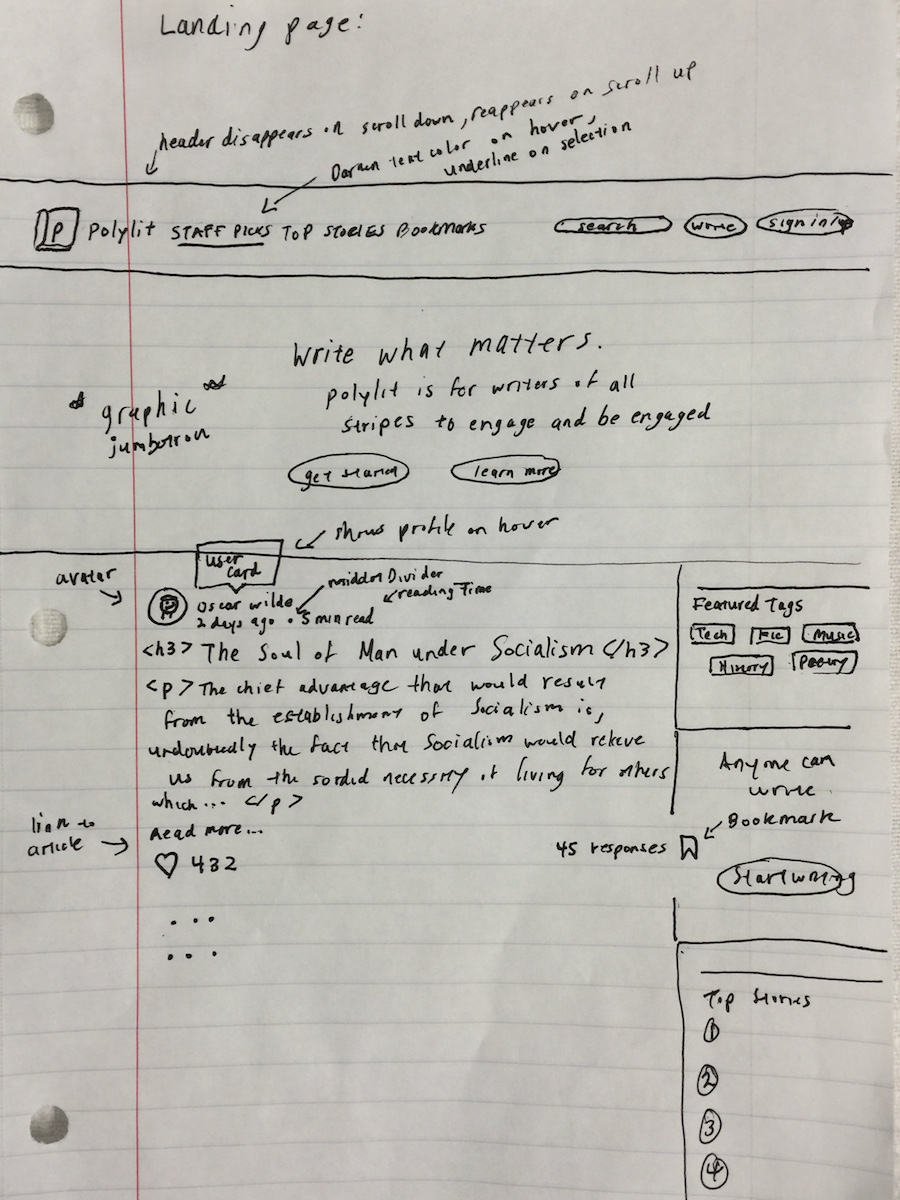 Landing page:
header disappears on scroll down, reappears on scroll up
Darken text color on hover,
underline on selection
P Polylit STAFF PICKS TOP STORIES Bookmarks search write sign in/up
Write what matters.
polylit is for writers of all
stripes to engage and be engaged
graphic
jumbotron
get started learn more
shows profile on hover
user
card
avatar
middot Divider
reading Time
Oscar Wilde
2 days ago · 5 min read
<h3> The Soul of Man under Socialism </h3>
<p> The chief advantage that would result
from the establishment of Socialism is,
undoubtedly the fact that Socialism would relieve
us from the sordid necessity of living for others
which... </p>
Read more...
link to
article
♡ 432
45 responses
Bookmark
...
...
Featured Tags
Tech Fic Music
History Poetry
Anyone can
write.
Start writing
Top Stories
1
2
3
4